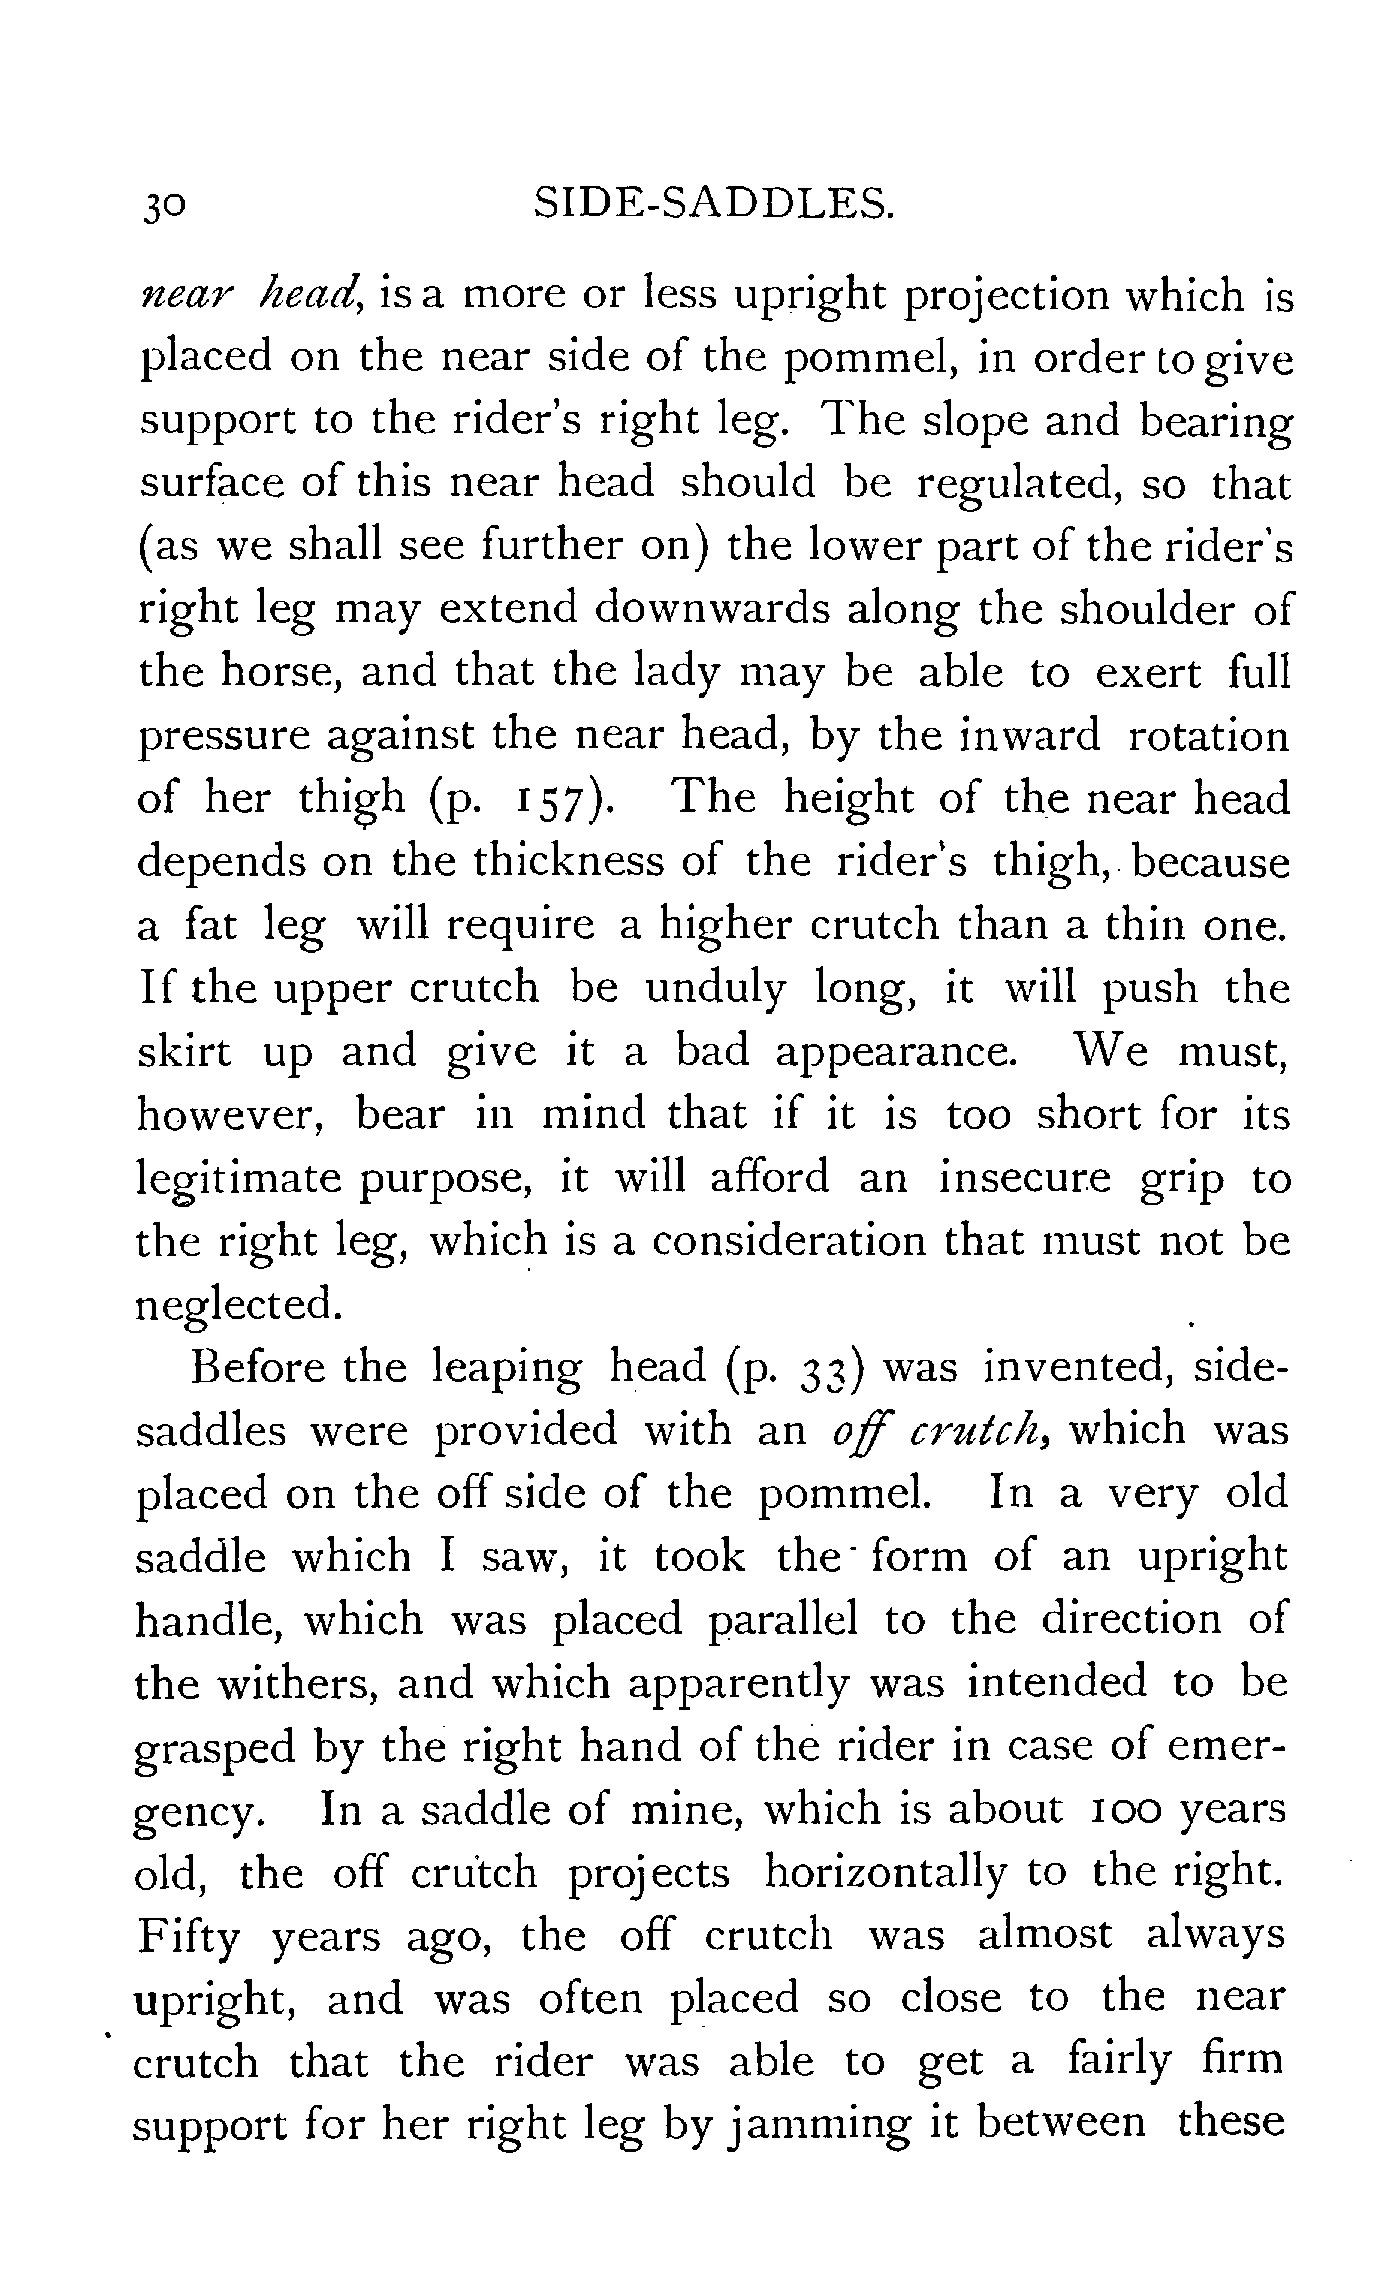 30 SIDE-SADDLES.
near head, is a more or less upright projection which is
placed on the near side of the pommel, in order to give
support to the rider's right leg. The slope and bearing
surface of this near head should be regulated, so that
(as we shall see further on) the lower part of the rider's
right leg may extend downwards along the shoulder of
the horse, and that the lady may be able to exert full
pressure against the near head, by the inward rotation
of her thigh (p. 157). The height of the near head
depends on the thickness of the rider's thigh, because
a fat leg will require a higher crutch than a thin one.
If the upper crutch be unduly long, it will push the
skirt up and give it a bad appearance. We must,
however, bear in mind that if it is too short for its
legitimate purpose, it will afford an insecure grip to
the right leg, which is a consideration that must not be
neglected.
Before the leaping head (p. 33) was invented, side-
saddles were provided with an off crutch, which was
placed on the off side of the pommel. In a very old
saddle which I saw, it took the form of an upright
handle, which was placed parallel to the direction of
the withers, and which apparently was intended to be
grasped by the right hand of the rider in case of emer-
gency. In a saddle of mine, which is about 100 years
old, the off crutch projects horizontally to the right.
Fifty years ago, the off crutch was almost always
upright, and was often placed so close to the near
crutch that the rider was able to get a fairly firm
support for her right leg by jamming it between these